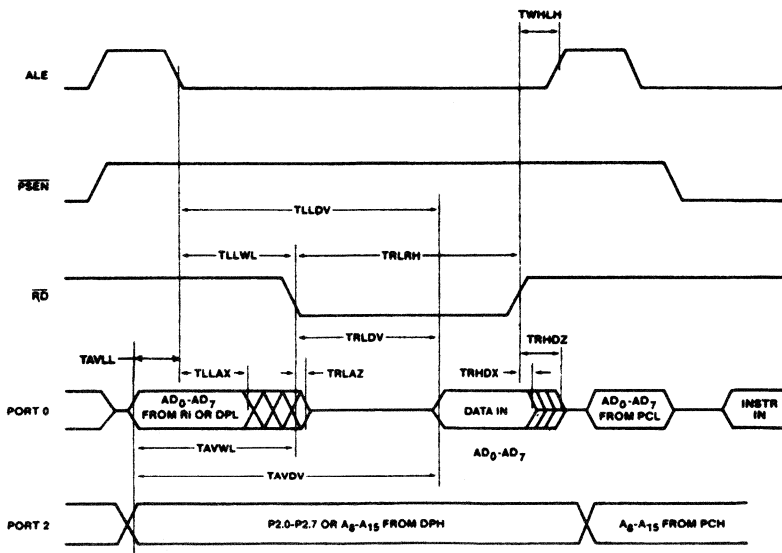 TWHLH
ALE
PSEN
TLLDV
TLLWL
TRLRH
RD
TRLDV
TRHDZ
TAVLL
TLLAX
TRLAZ
TRHDX
PORT 0
AD0-AD7
FROM RI OR DPL
DATA IN
AD0-AD7
FROM PCL
INSTR
IN
TAVWL
AD0-AD7
TAVDV
PORT 2
P2.0-P2.7 OR A8-A15 FROM DPH
A8-A15 FROM PCH